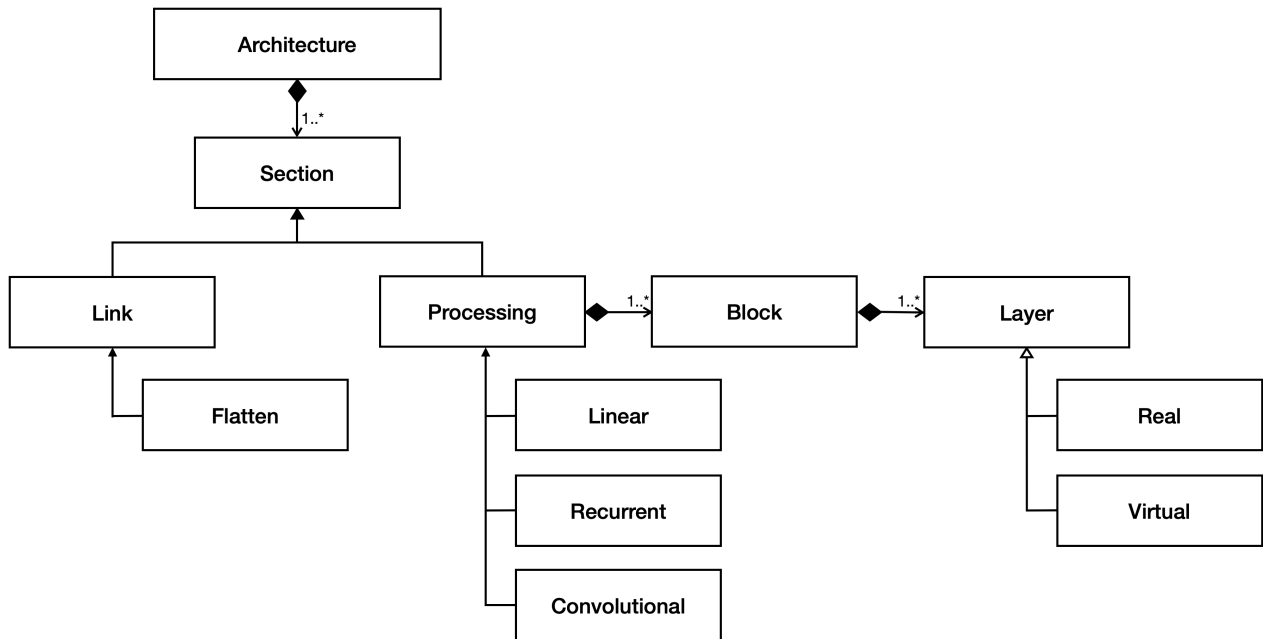 Architecture
1..*
Section
Link
Processing
1..*
Block
1..*
Layer
Flatten
Linear
Real
Recurrent
Virtual
Convolutional